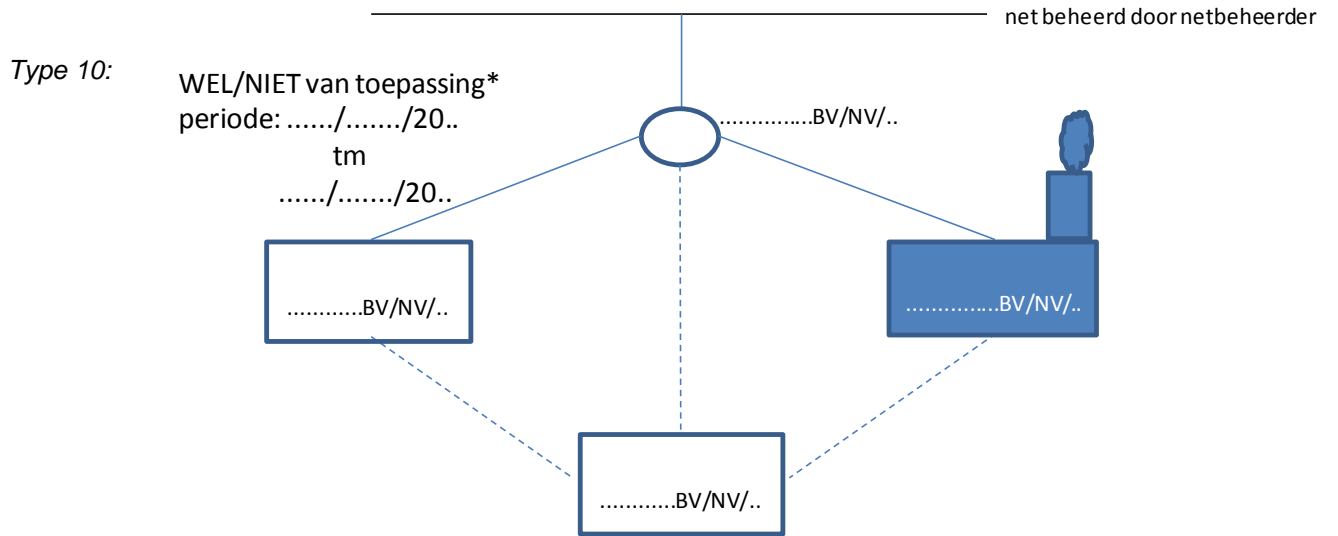 net beheerd door netbeheerder
Type 10:
WEL/NIET van toepassing*
periode: ....../......./20..
tm
....../......./20..
..............BV/NV/..
............BV/NV/..
..............BV/NV/..
............BV/NV/..